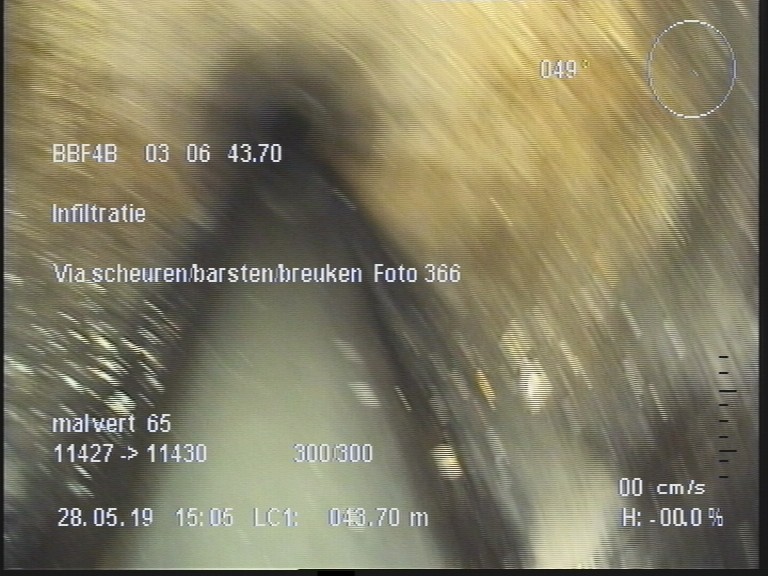 049°
BBF4B 03 06 43.70
Infiltratie
Via scheuren/barsten/breuken Foto 366
malvert 65
11427 -> 11430 300/300
00 cm/s
28.05.19 15:05 LC1: 043.70 m H: -00.0 %